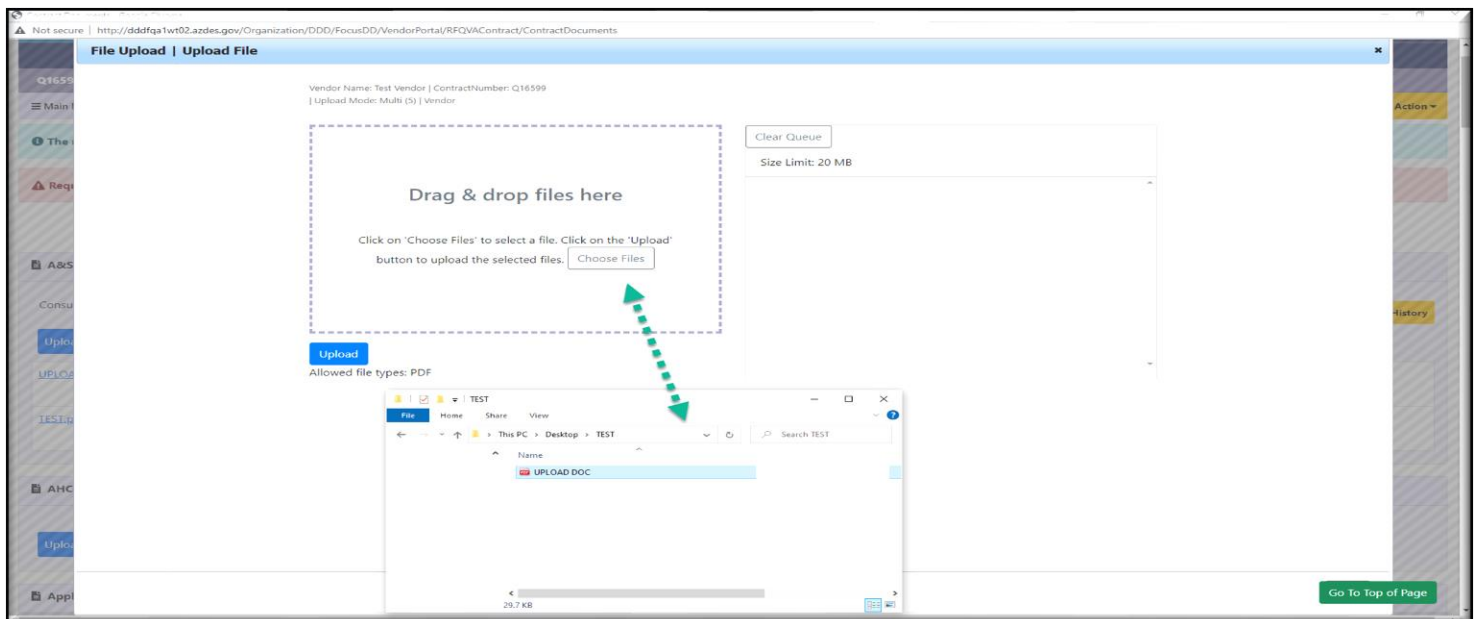 Not secure | http://dddfqa1wt02.azdes.gov/Organization/DDD/FocusDD/VendorPortal/RFQVAContract/ContractDocuments
File Upload | Upload File
Q1659
Vendor Name: Test Vendor | ContractNumber: Q16599
| Upload Mode: Multi (5) | Vendor
Main
Action
The
Clear Queue
Size Limit: 20 MB
Requ
Drag & drop files here
Click on 'Choose Files' to select a file. Click on the 'Upload'
button to upload the selected files. Choose Files
A&S
Consu
History
Uploa
Upload
Allowed file types: PDF
UPLOA
TEST
File Home Share View
TEST.p
This PC > Desktop > TEST
Search TEST
Name
UPLOAD DOC
AHC
Uploa
Appl
29.7 KB
Go To Top of Page